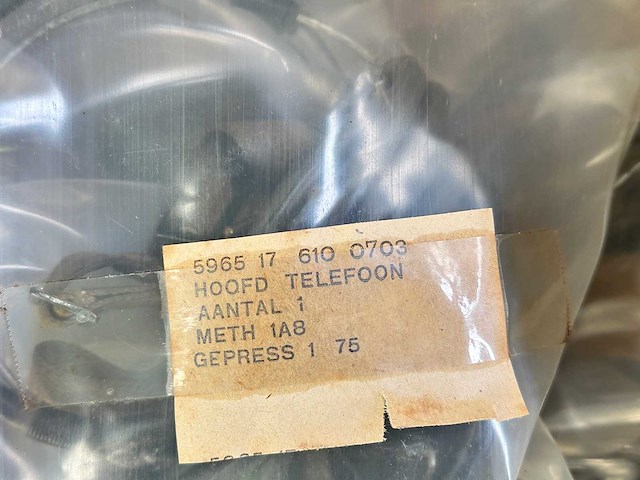 5965 17 610 0703
HOOFD TELEFOON
AANTAL 1
METH 1A8
GEPRESS 1 75